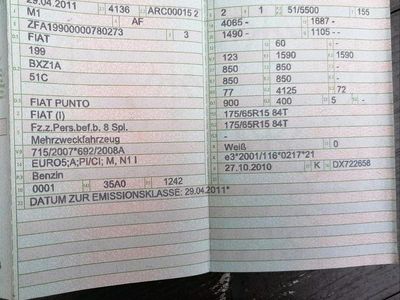 29.04.2011 4136 ARC00015 2
M1 AF
ZFA19900000780273 3
FIAT
199
BXZ1A
51C
-
FIAT PUNTO
FIAT (I)
Fz.z.Pers.bef.b. 8 Spl.
Mehrzweckfahrzeug
715/2007*692/2008A
EURO5;A;PI/CI; M, N1 I
Benzin
0001 35A0 1242
DATUM ZUR EMISSIONSKLASSE: 29.04.2011*
2 1 51/5500 155
4065- 1687-
1490- 1105--
- 60 -
123 1590 1590
850 850 -
850 850 -
77 4125 72
900 400 5 -
175/65R15 84T
175/65R15 84T
-
Weiß 0
e3*2001/116*0217*21
27.10.2010 K DX722658